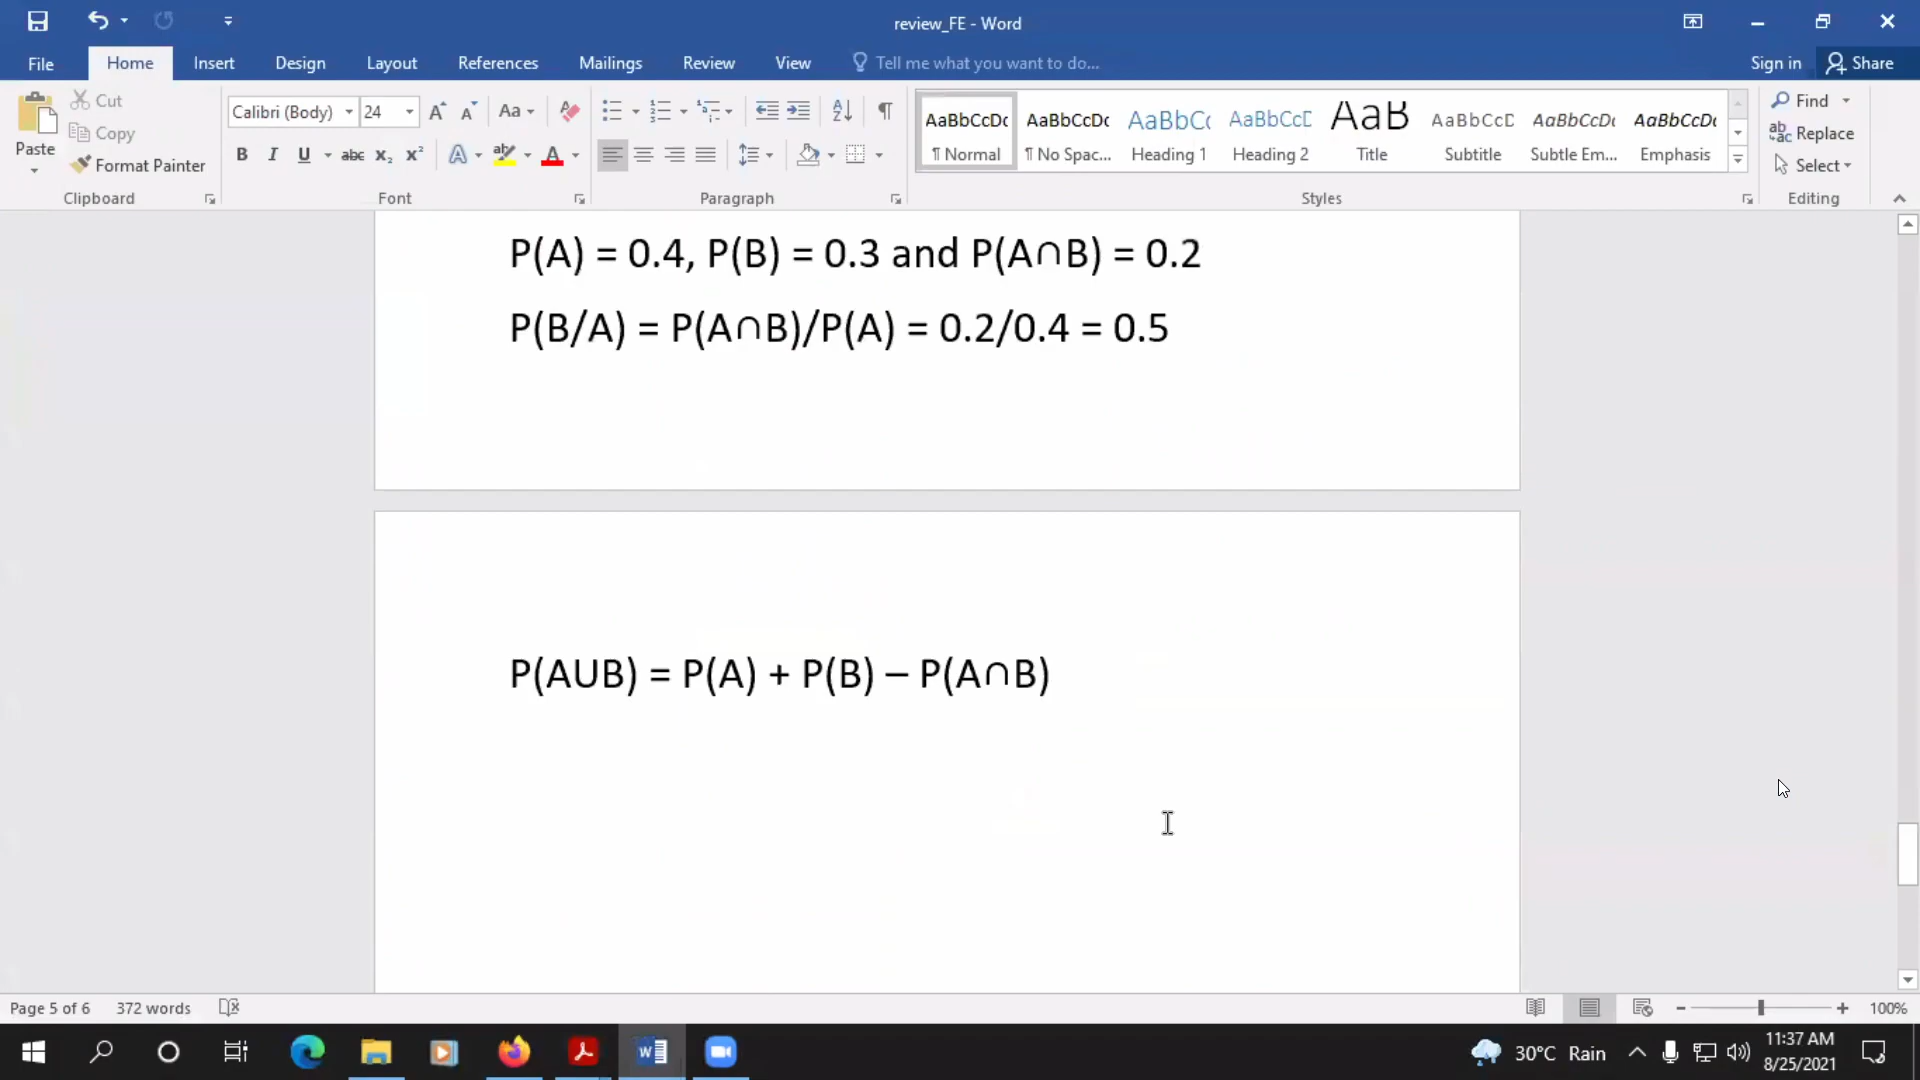 review_FE - Word
File Home Insert Design Layout References Mailings Review View Tell me what you want to do... Sign in Share
Paste
Cut
Copy
Format Painter
Clipboard
Calibri (Body) 24
Font
Paragraph
AaBbCcDc AaBbCcDc AaBbC( AaBbCcC AaB AaBbCcD AaBbCcDc AaBbCcDc
¶ Normal ¶ No Spac... Heading 1 Heading 2 Title Subtitle Subtle Em... Emphasis
Styles
Find
Replace
Select
Editing
P(A) = 0.4, P(B) = 0.3 and P(A∩B) = 0.2
P(B/A) = P(A∩B)/P(A) = 0.2/0.4 = 0.5
P(AUB) = P(A) + P(B) – P(A∩B)
Page 5 of 6 372 words 100%
30°C Rain
11:37 AM
8/25/2021